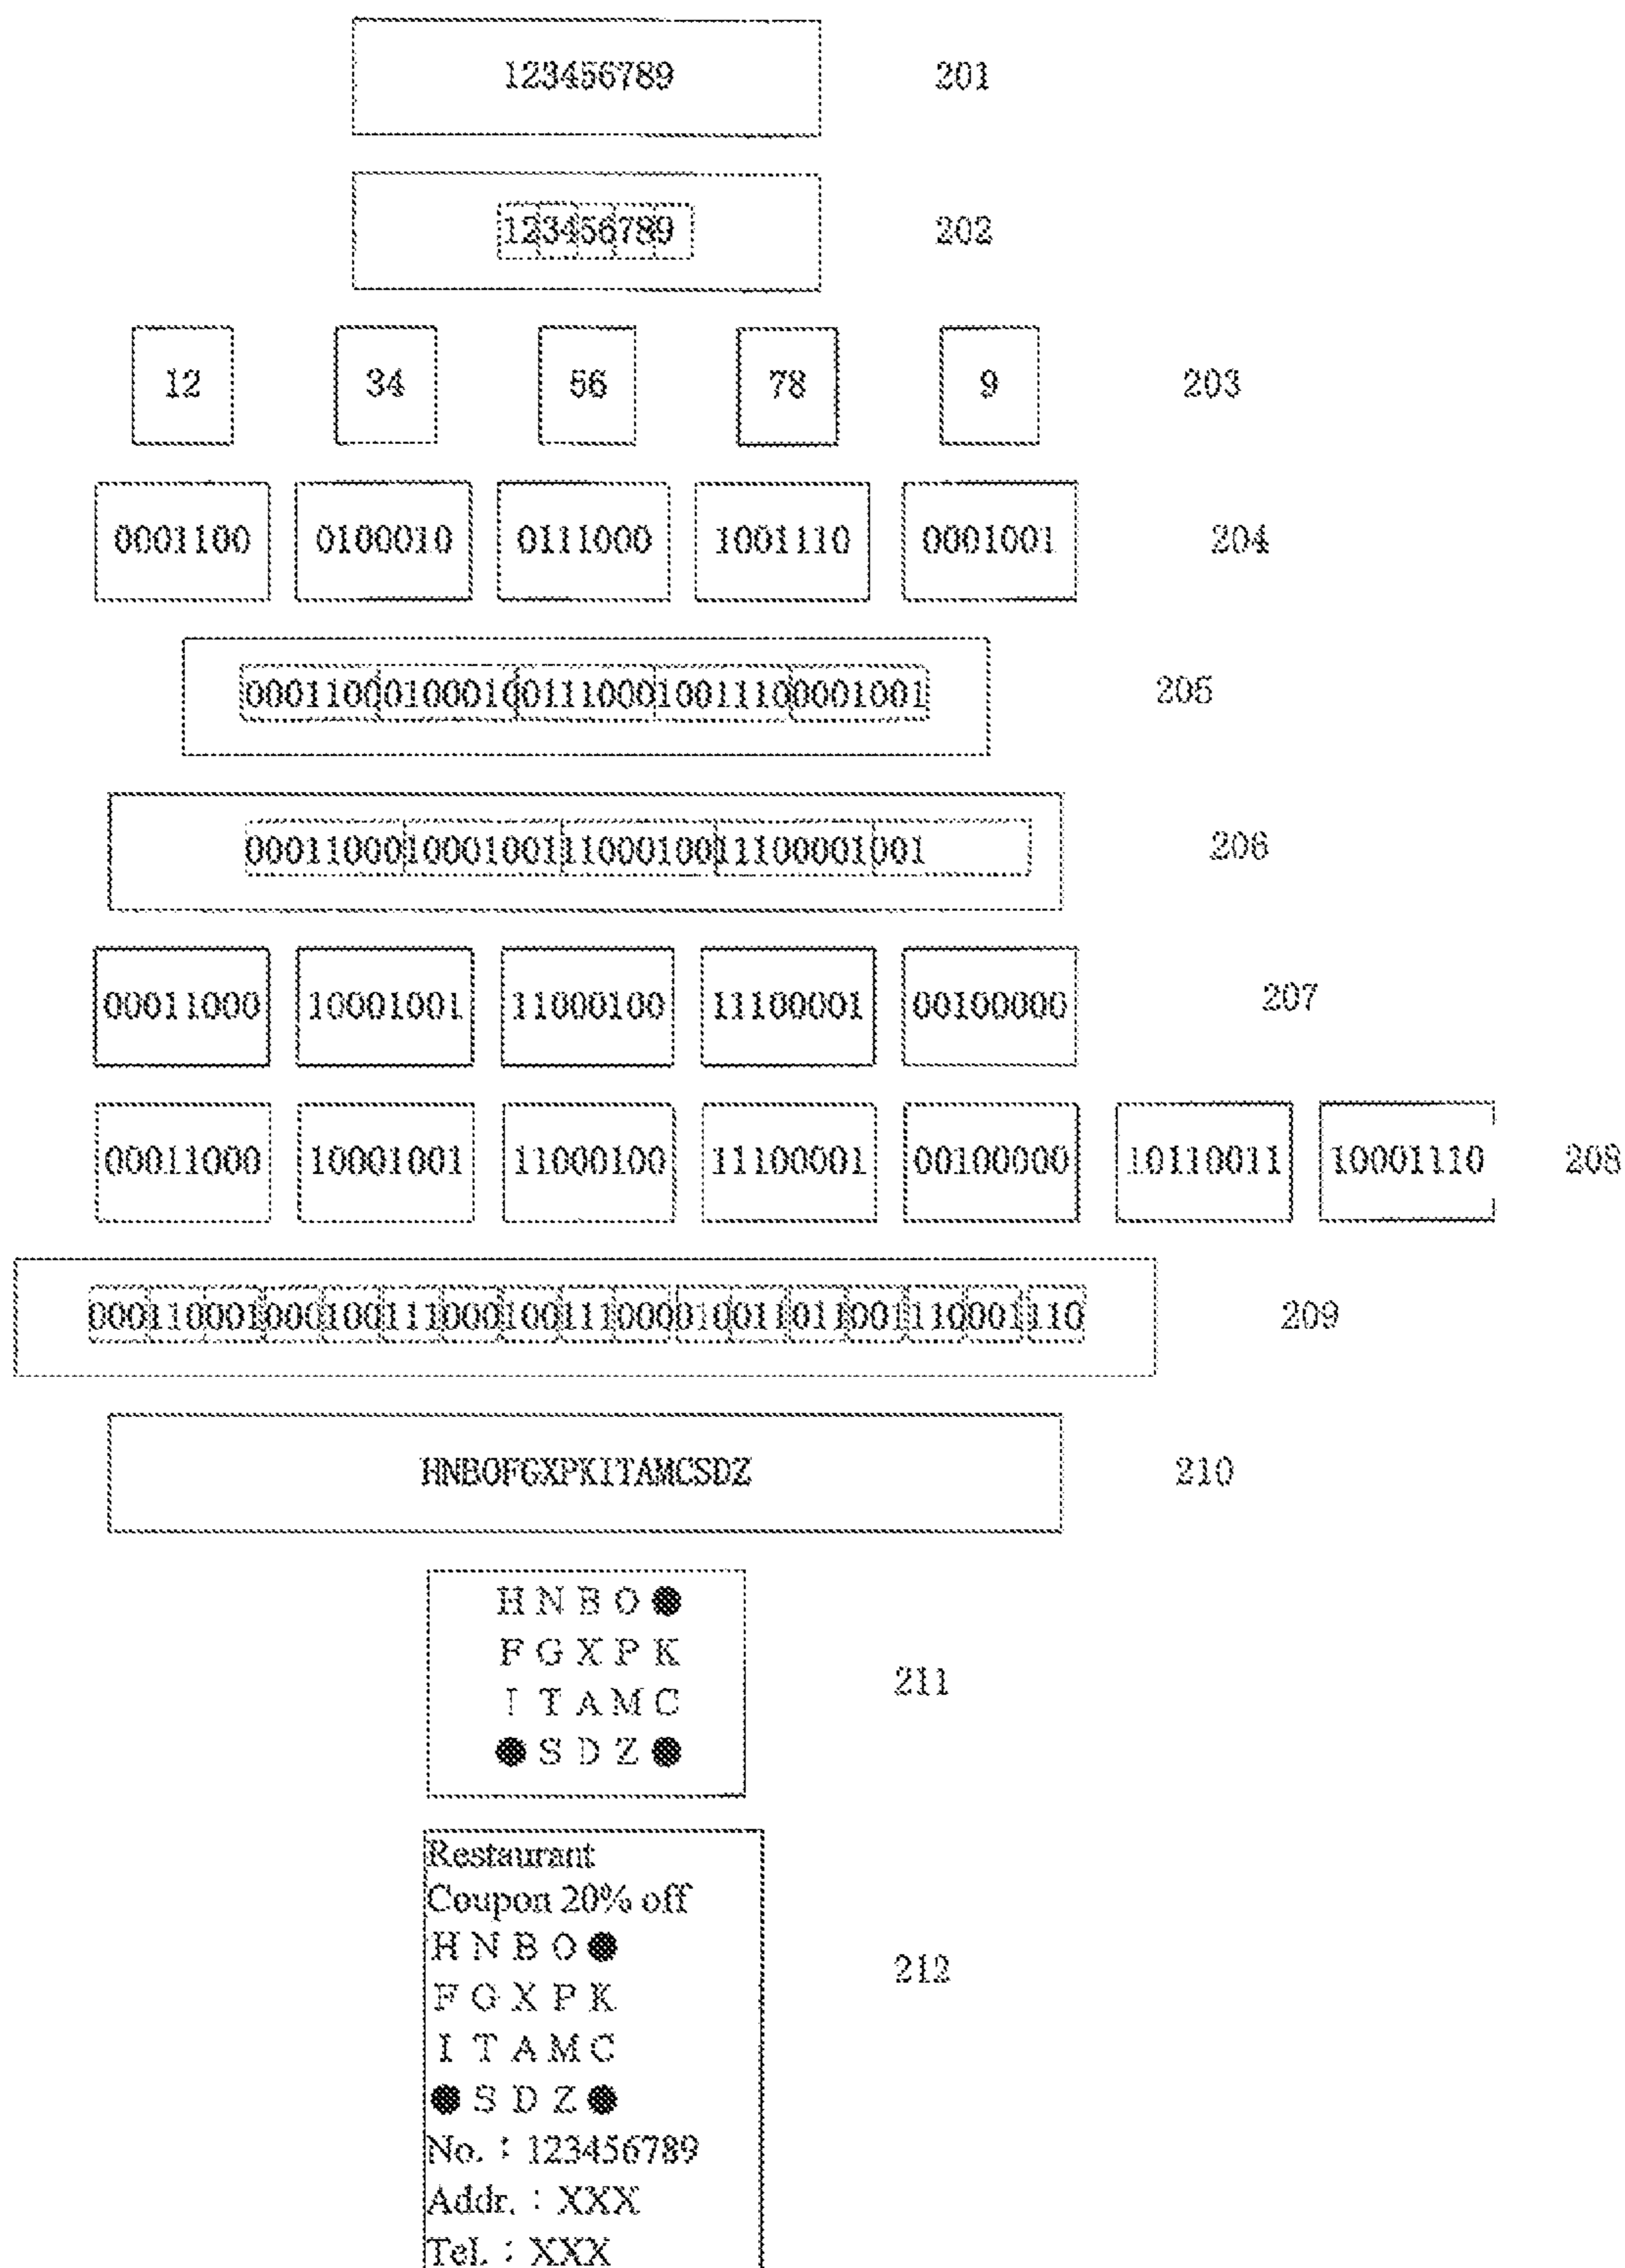 123456789 201
123456789 202
12 34 56 78 9 203
0001100 0100010 0111000 1001110 0001001 204
00011000100010011100010011100001001 205
00011000100010011100010011100001001 206
00011000 10001001 11000100 11100001 00100000 207
00011000 10001001 11000100 11100001 00100000 10110011 10001110 208
000110001000100111000100111000010011011001110001110 209
HNBOFGXPKITAMCSDZ 210
H N B O ●
F G X P K
I T A M C 211
● S D Z ●
Restaurant
Coupon 20% off
H N B O ●
F G X P K 212
I T A M C
● S D Z ●
No. : 123456789
Addr. : XXX
Tel. : XXX